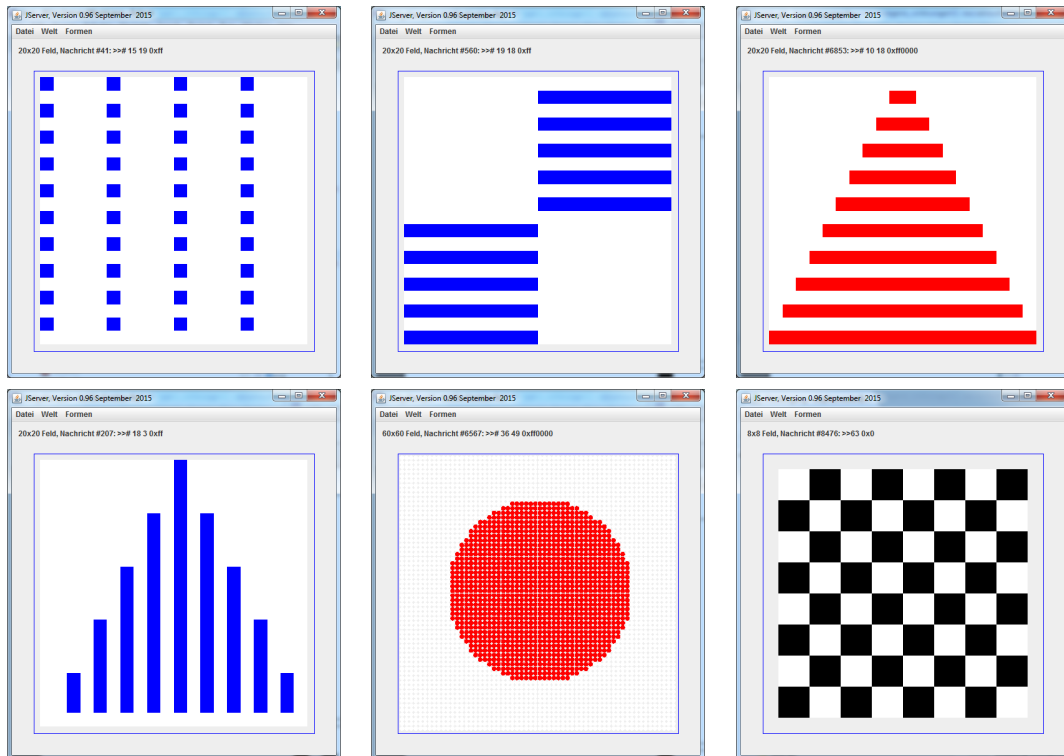 JServer, Version 0.96 September 2015
Datei Welt Formen
20x20 Feld, Nachricht #41: >># 15 19 0xff
JServer, Version 0.96 September 2015
Datei Welt Formen
20x20 Feld, Nachricht #560: >># 19 18 0xff
JServer, Version 0.96 September 2015
Datei Welt Formen
20x20 Feld, Nachricht #6853: >># 10 18 0xff0000
JServer, Version 0.96 September 2015
Datei Welt Formen
20x20 Feld, Nachricht #207: >># 18 3 0xff
JServer, Version 0.96 September 2015
Datei Welt Formen
60x60 Feld, Nachricht #6567: >># 36 49 0xff0000
JServer, Version 0.96 September 2015
Datei Welt Formen
8x8 Feld, Nachricht #8476: >>63 0x0